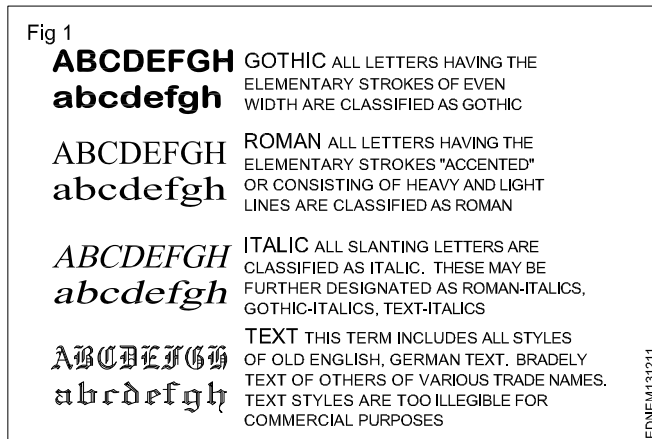 Fig 1
ABCDEFGH
abcdefgh
GOTHIC ALL LETTERS HAVING THE
ELEMENTARY STROKES OF EVEN
WIDTH ARE CLASSIFIED AS GOTHIC
ABCDEFGH
abcdefgh
ROMAN ALL LETTERS HAVING THE
ELEMENTARY STROKES "ACCENTED"
OR CONSISTING OF HEAVY AND LIGHT
LINES ARE CLASSIFIED AS ROMAN
ABCDEFGH
abcdefgh
ITALIC ALL SLANTING LETTERS ARE
CLASSIFIED AS ITALIC. THESE MAY BE
FURTHER DESIGNATED AS ROMAN-ITALICS,
GOTHIC-ITALICS, TEXT-ITALICS
ABCDEFGH
abcdefgh
TEXT THIS TERM INCLUDES ALL STYLES
OF OLD ENGLISH, GERMAN TEXT. BRADELY
TEXT OF OTHERS OF VARIOUS TRADE NAMES.
TEXT STYLES ARE TOO ILLEGIBLE FOR
COMMERCIAL PURPOSES